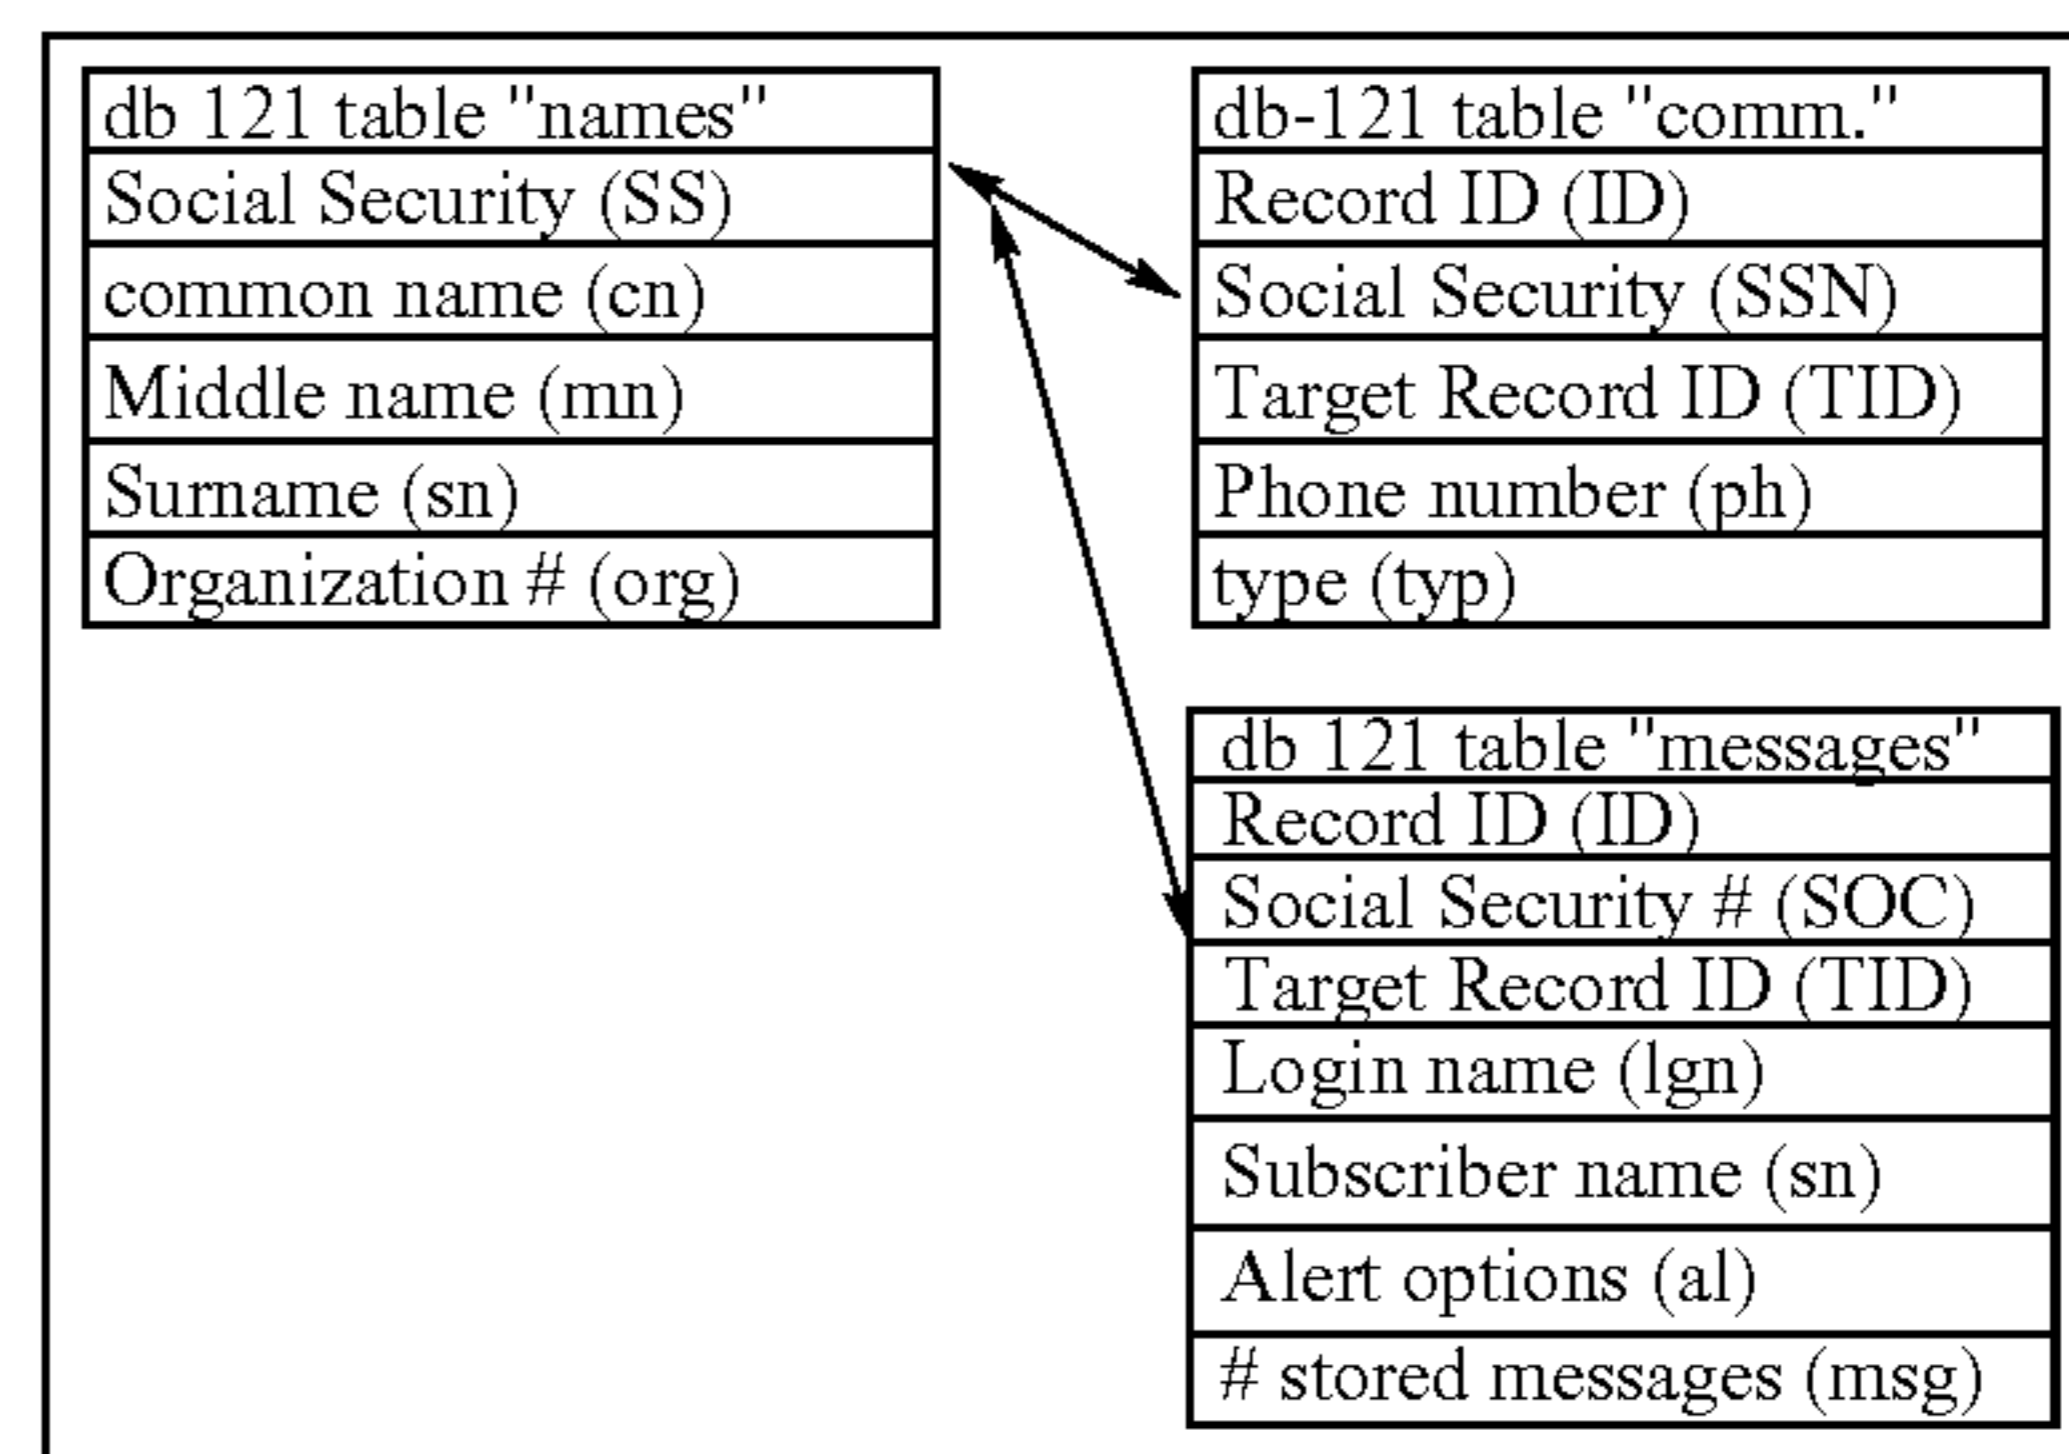 db 121 table "names"
Social Security (SS)
common name (cn)
Middle name (mn)
Surname (sn)
Organization # (org)
db-121 table "comm."
Record ID (ID)
Social Security (SSN)
Target Record ID (TID)
Phone number (ph)
type (typ)
db 121 table "messages"
Record ID (ID)
Social Security # (SOC)
Target Record ID (TID)
Login name (lgn)
Subscriber name (sn)
Alert options (al)
# stored messages (msg)